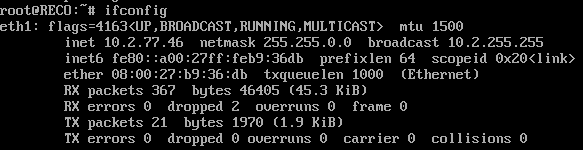 root@RECO:~# ifconfig
eth1: flags=4163<UP,BROADCAST,RUNNING,MULTICAST>  mtu 1500
        inet 10.2.77.46  netmask 255.255.0.0  broadcast 10.2.255.255
        inet6 fe80::a00:27ff:feb9:36db  prefixlen 64  scopeid 0x20<link>
        ether 08:00:27:b9:36:db  txqueuelen 1000  (Ethernet)
        RX packets 367  bytes 46405 (45.3 KiB)
        RX errors 0  dropped 2  overruns 0  frame 0
        TX packets 21  bytes 1970 (1.9 KiB)
        TX errors 0  dropped 0 overruns 0  carrier 0  collisions 0